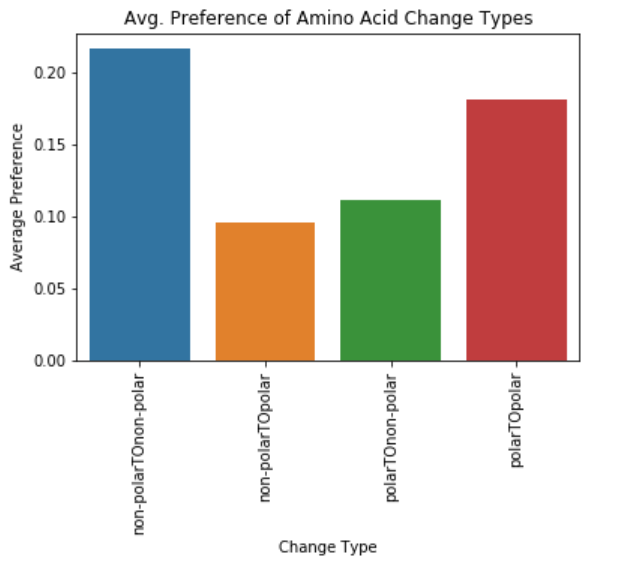 Avg. Preference of Amino Acid Change Types
Average Preference
0.20
0.15
0.10
0.05
0.00
non-polarTOnon-polar
non-polarTOpolar
polarTOnon-polar
polarTOpolar
Change Type